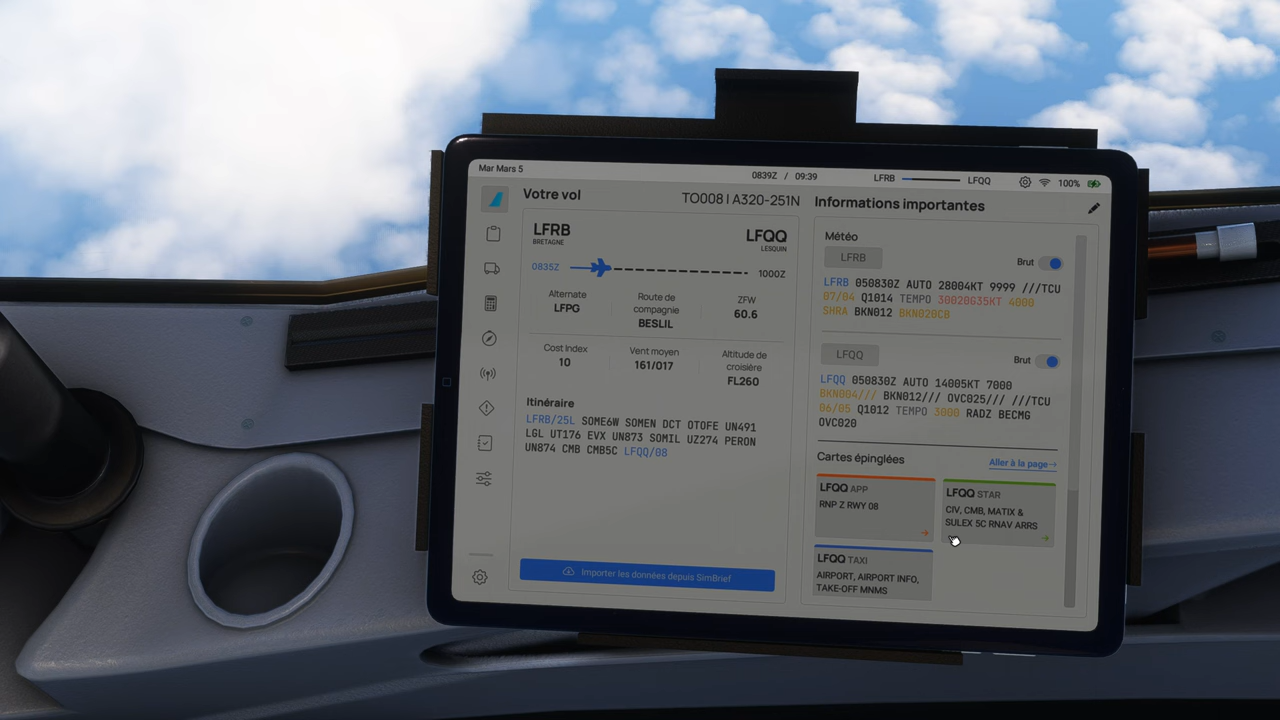 Mar Mars 5
0839Z / 09:39
LFRB
LFQQ
100%
Votre vol
TO008 | A320-251N
LFRB
BRETAGNE
LFQQ
LESQUIN
0835Z
1000Z
Alternate
LFPG
Route de
compagnie
BESLIL
ZFW
60.6
Cost Index
10
Vent moyen
161/017
Altitude de
croisière
FL260
Itinéraire
LFRB/25L SOME6W SOMEN DCT OTOFE UN491
LGL UT176 EVX UN873 SOMIL UZ274 PERON
UN874 CMB CMB5C LFQQ/08
Importer les données depuis SimBrief
Informations importantes
Météo
LFRB
Brut
LFRB 050830Z AUTO 28004KT 9999 ///TCU
07/04 Q1014 TEMPO 30020G35KT 4000
SHRA BKN012 BKN020CB
LFQQ
Brut
LFQQ 050830Z AUTO 14005KT 7000
BKN004/// BKN012/// OVC025/// ///TCU
06/05 Q1012 TEMPO 3000 RADZ BECMG
OVC020
Cartes épinglées
Aller à la page→
LFQQ APP
RNP Z RWY 08
LFQQ STAR
CIV, CMB, MATIX &
SULEX 5C RNAV ARRS
LFQQ TAXI
AIRPORT, AIRPORT INFO,
TAKE-OFF MNMS